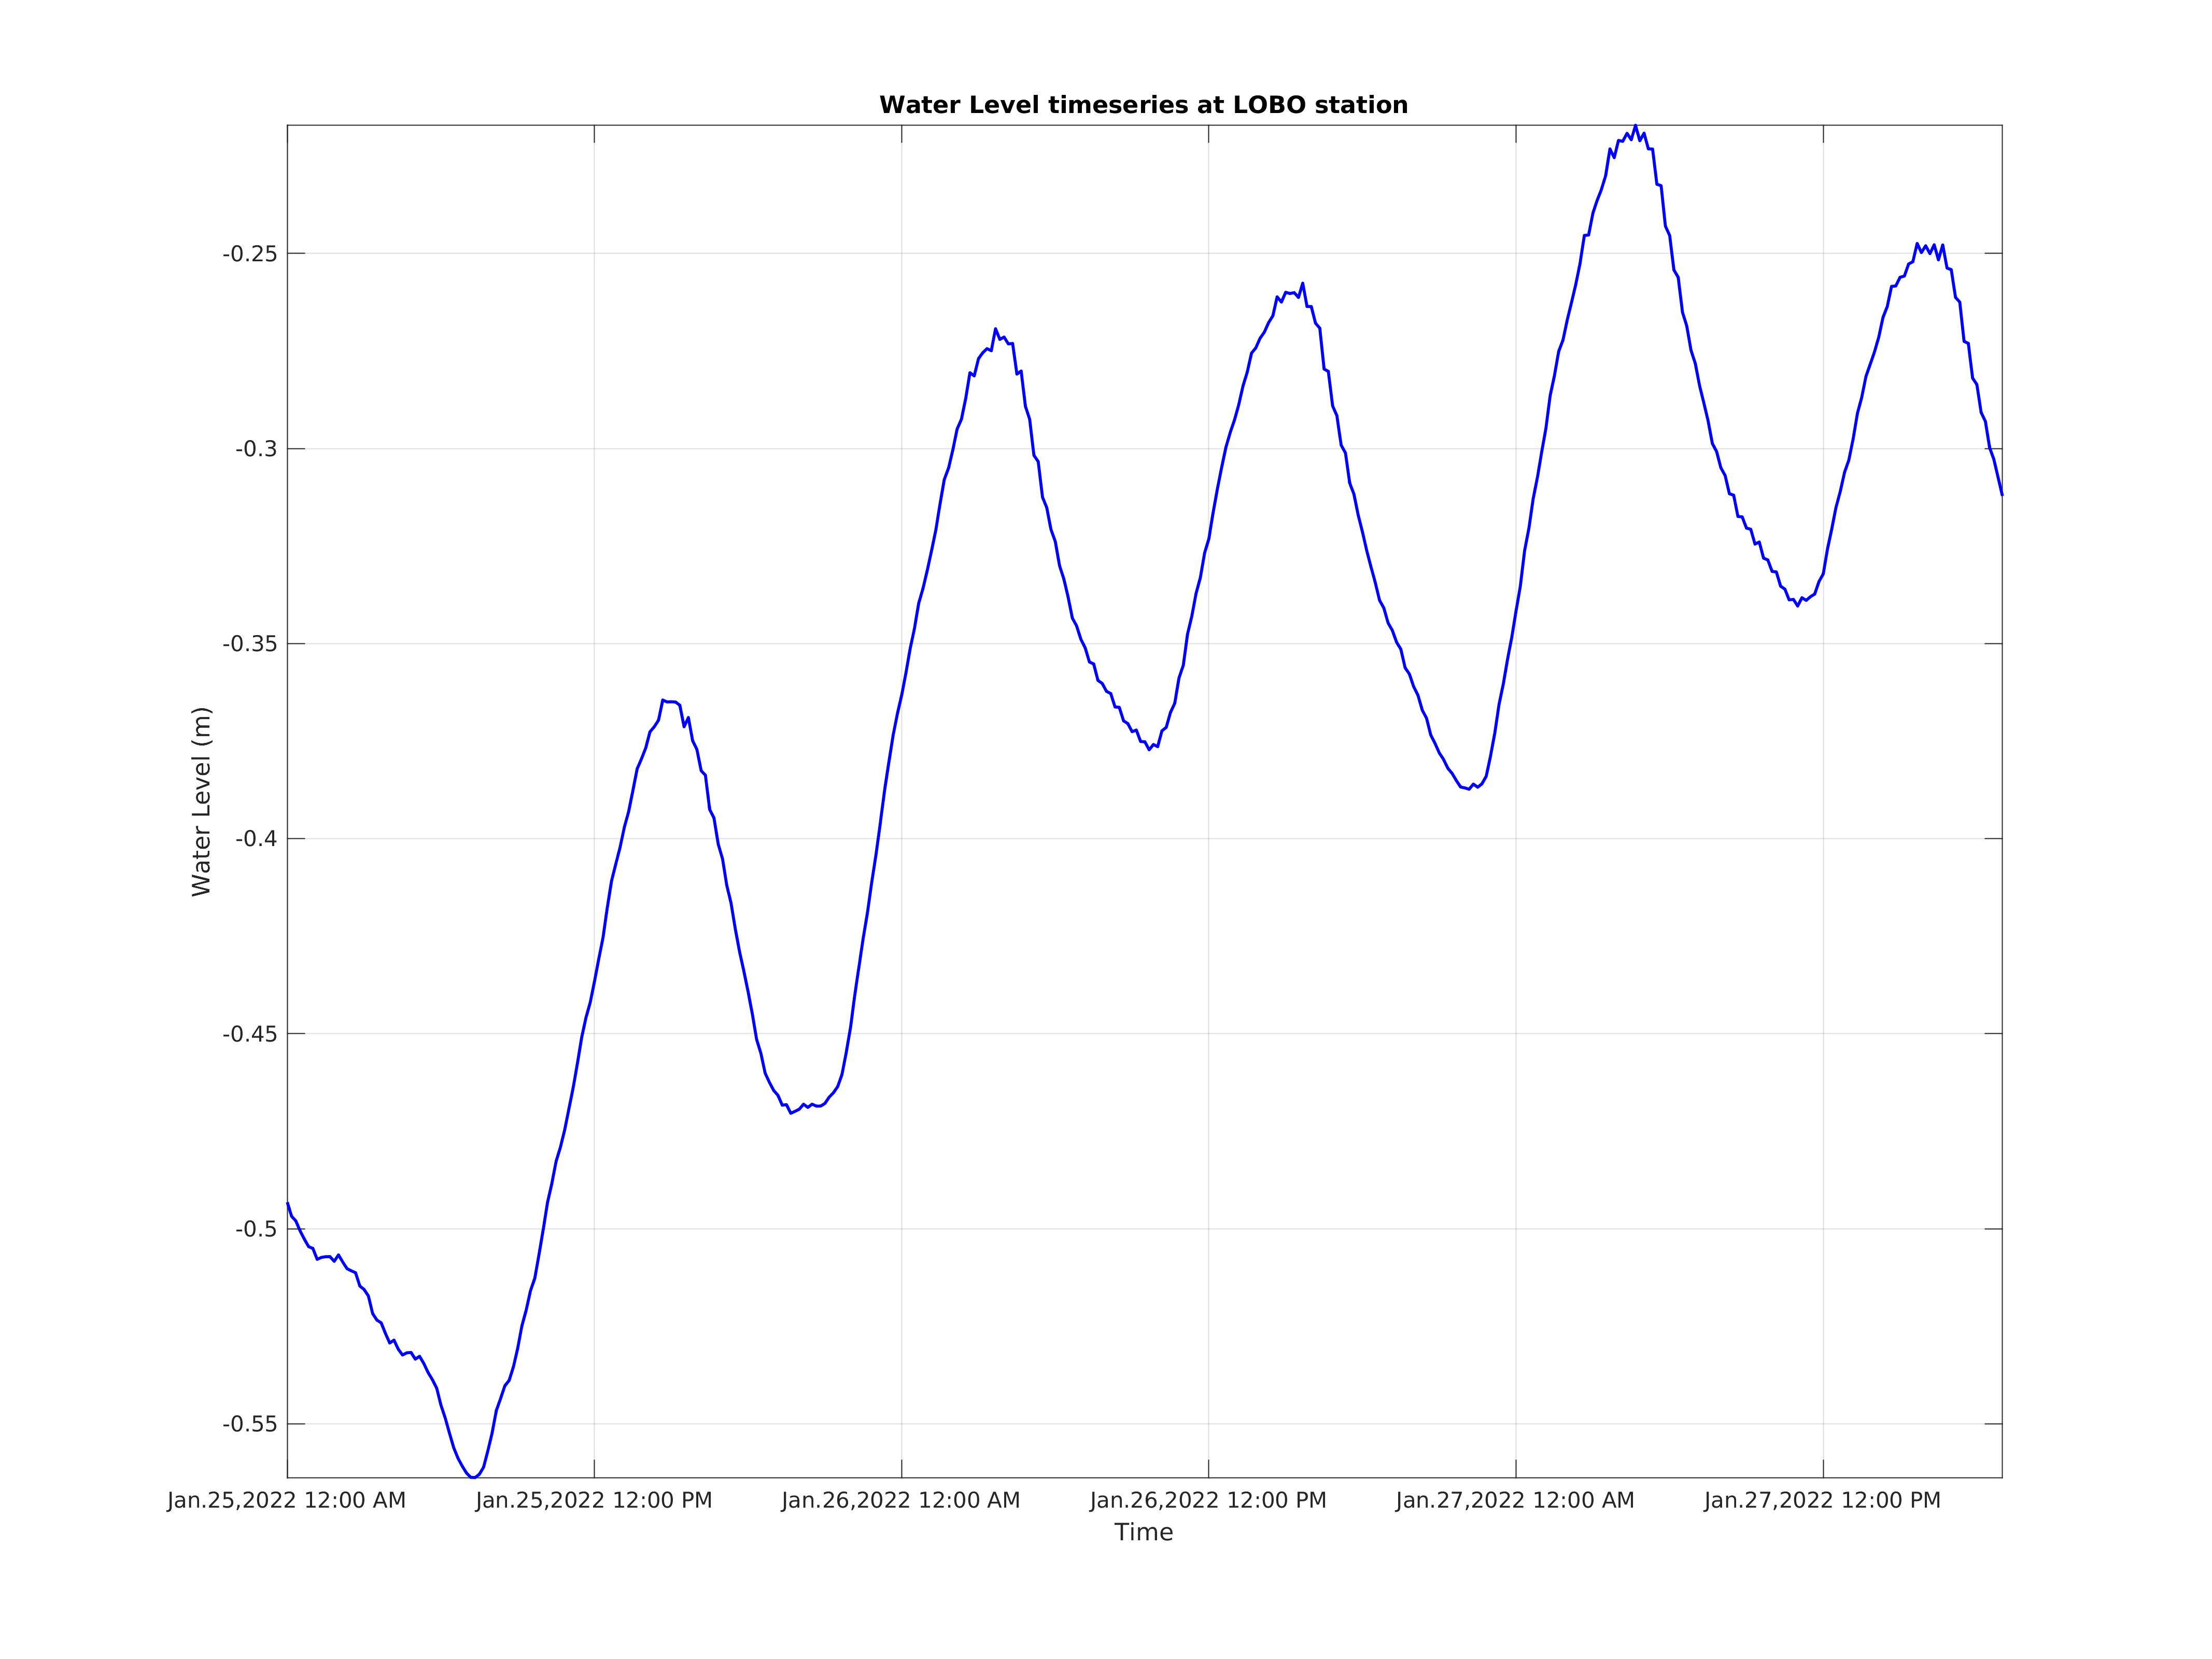 Water Level timeseries at LOBO station
-0.25
-0.3
-0.35
-0.4
-0.45
-0.5
-0.55
Water Level (m)
Jan.25,2022 12:00 AM
Jan.25,2022 12:00 PM
Jan.26,2022 12:00 AM
Jan.26,2022 12:00 PM
Jan.27,2022 12:00 AM
Jan.27,2022 12:00 PM
Time